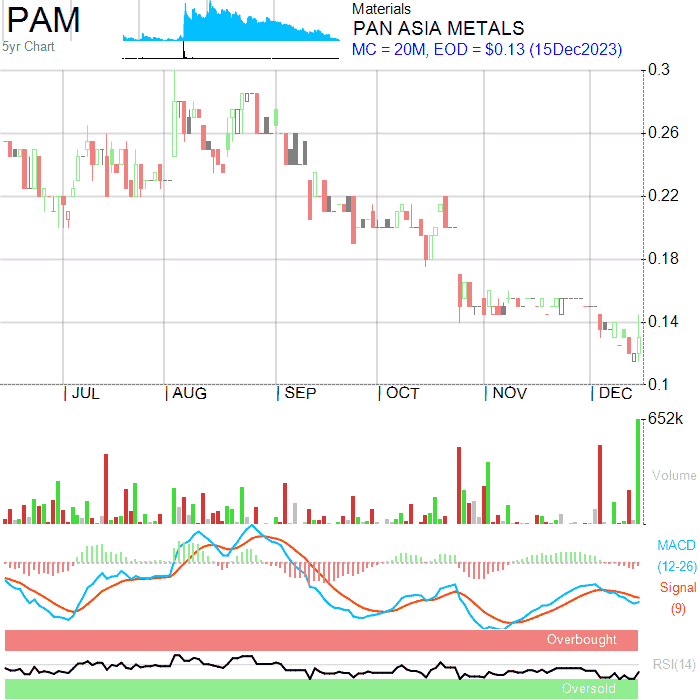 PAM
5yr Chart
Materials
PAN ASIA METALS
MC = 20M, EOD = $0.13 (15Dec2023)
0.3
0.26
0.22
0.18
0.14
0.1
JUL AUG SEP OCT NOV DEC
652k
Volume
MACD
(12-26)
Signal
(9)
Overbought
RSI(14)
Oversold